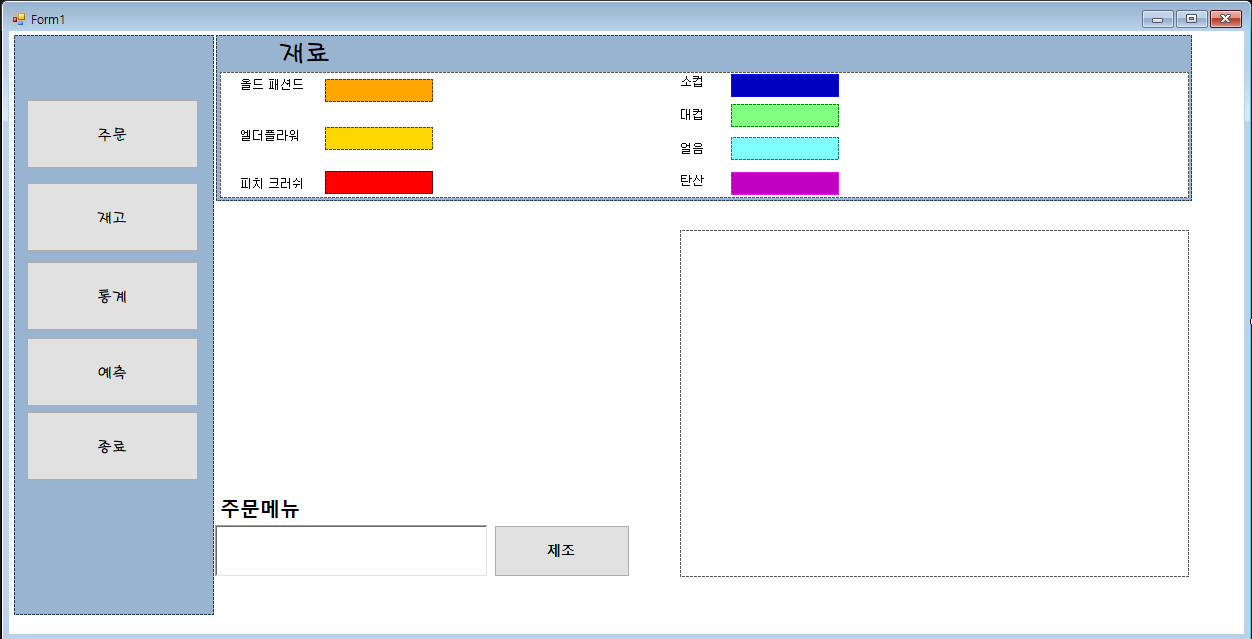 Form1
주문
재고
통계
예측
종료
재료
올드 패션드
엘더플라워
피치 크러쉬
소컵
대컵
얼음
탄산
주문메뉴
제조